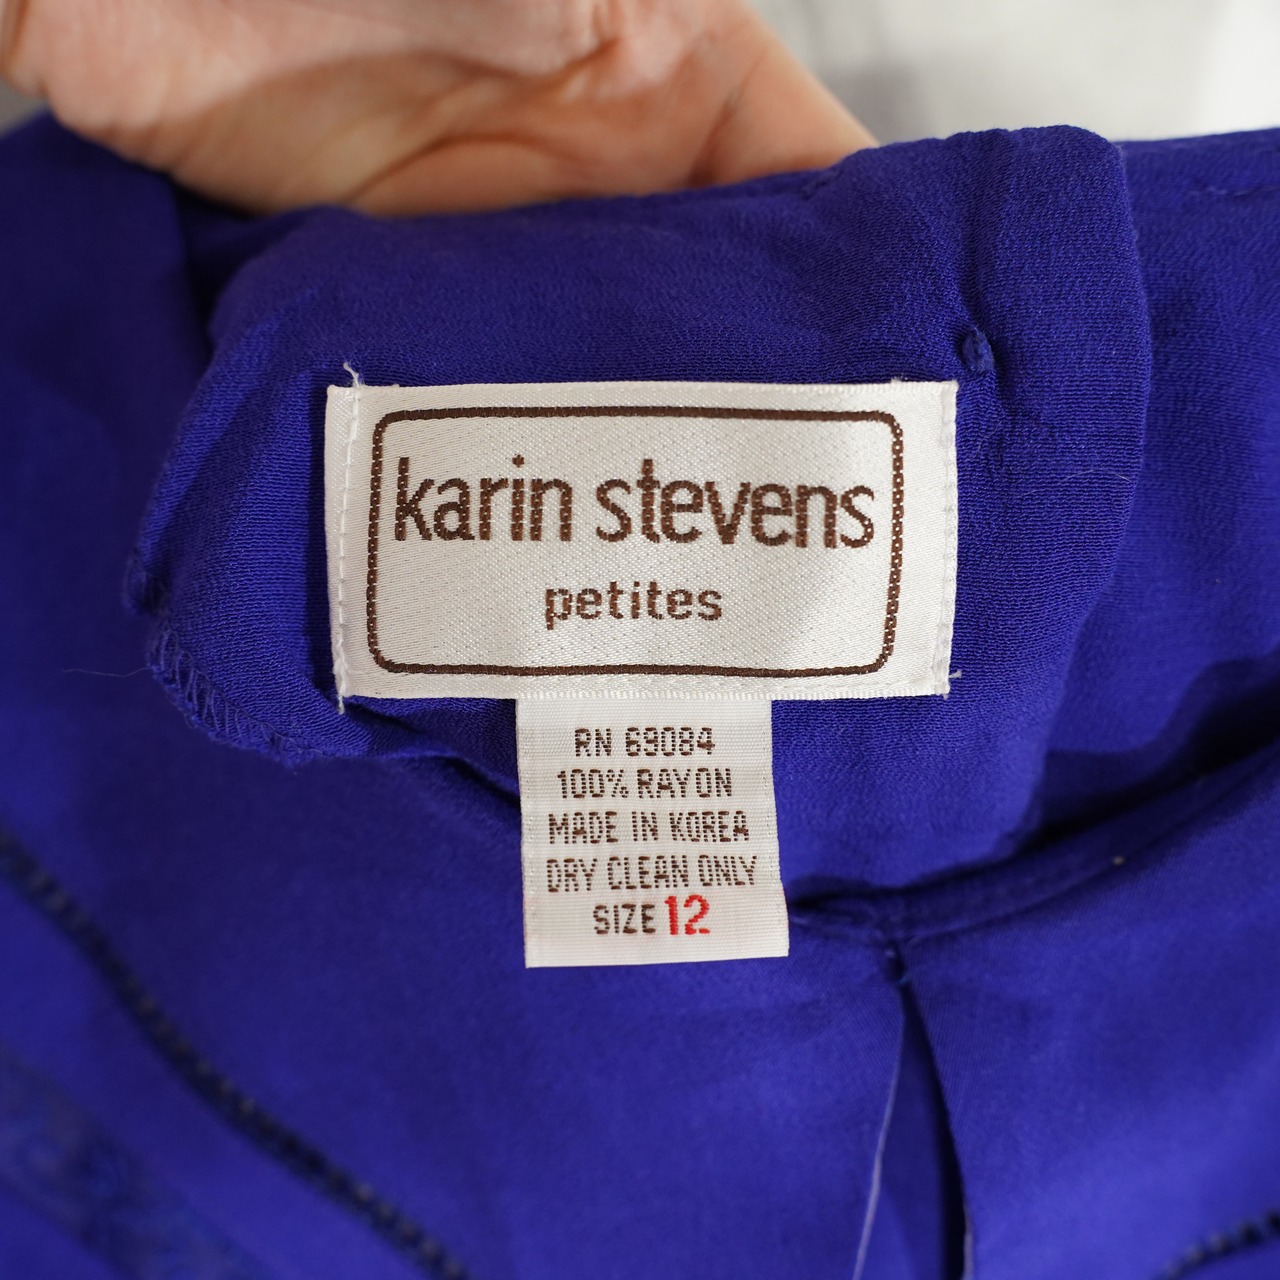 karin stevens
petites
RN 69084
100% RAYON
MADE IN KOREA
DRY CLEAN ONLY
SIZE 12